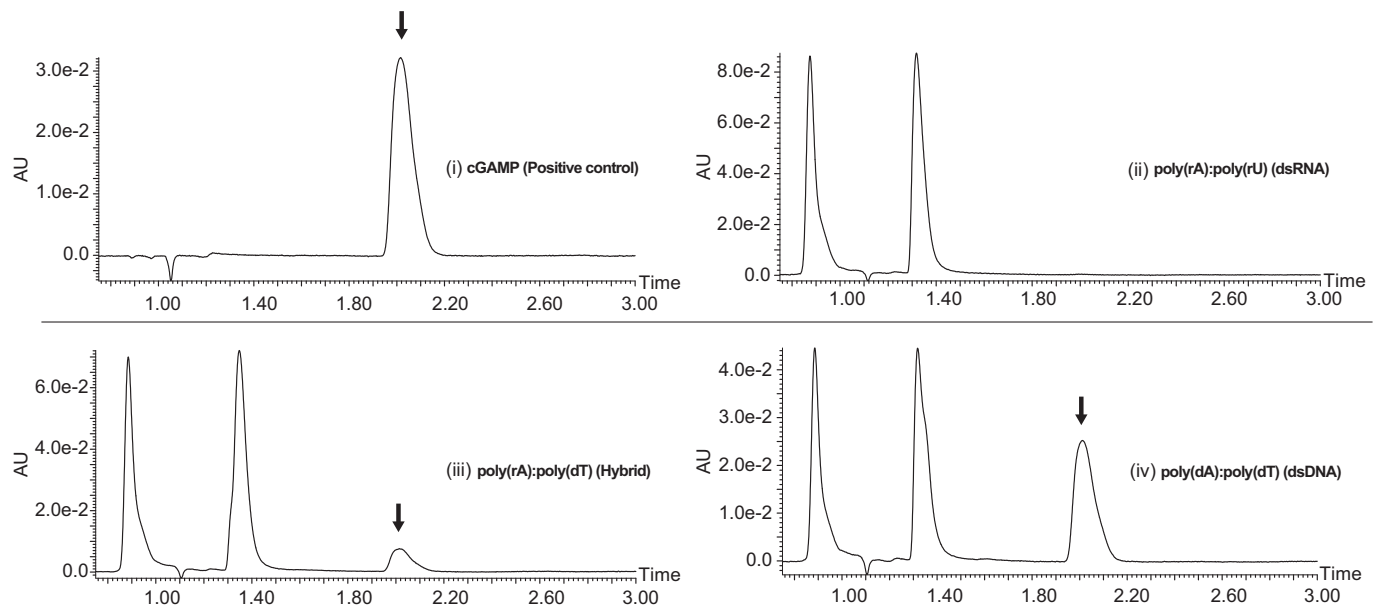 3.0e-2
2.0e-2
AU
1.0e-2
0.0
(i) cGAMP (Positive control)
Time
1.00 1.40 1.80 2.20 2.60 3.00
8.0e-2
6.0e-2
AU
4.0e-2
2.0e-2
0.0
(ii) poly(rA):poly(rU) (dsRNA)
Time
1.00 1.40 1.80 2.20 2.60 3.00
6.0e-2
AU
4.0e-2
2.0e-2
0.0
(iii) poly(rA):poly(dT) (Hybrid)
Time
1.00 1.40 1.80 2.20 2.60 3.00
4.0e-2
3.0e-2
AU
2.0e-2
1.0e-2
0.0
(iv) poly(dA):poly(dT) (dsDNA)
Time
1.00 1.40 1.80 2.20 2.60 3.00